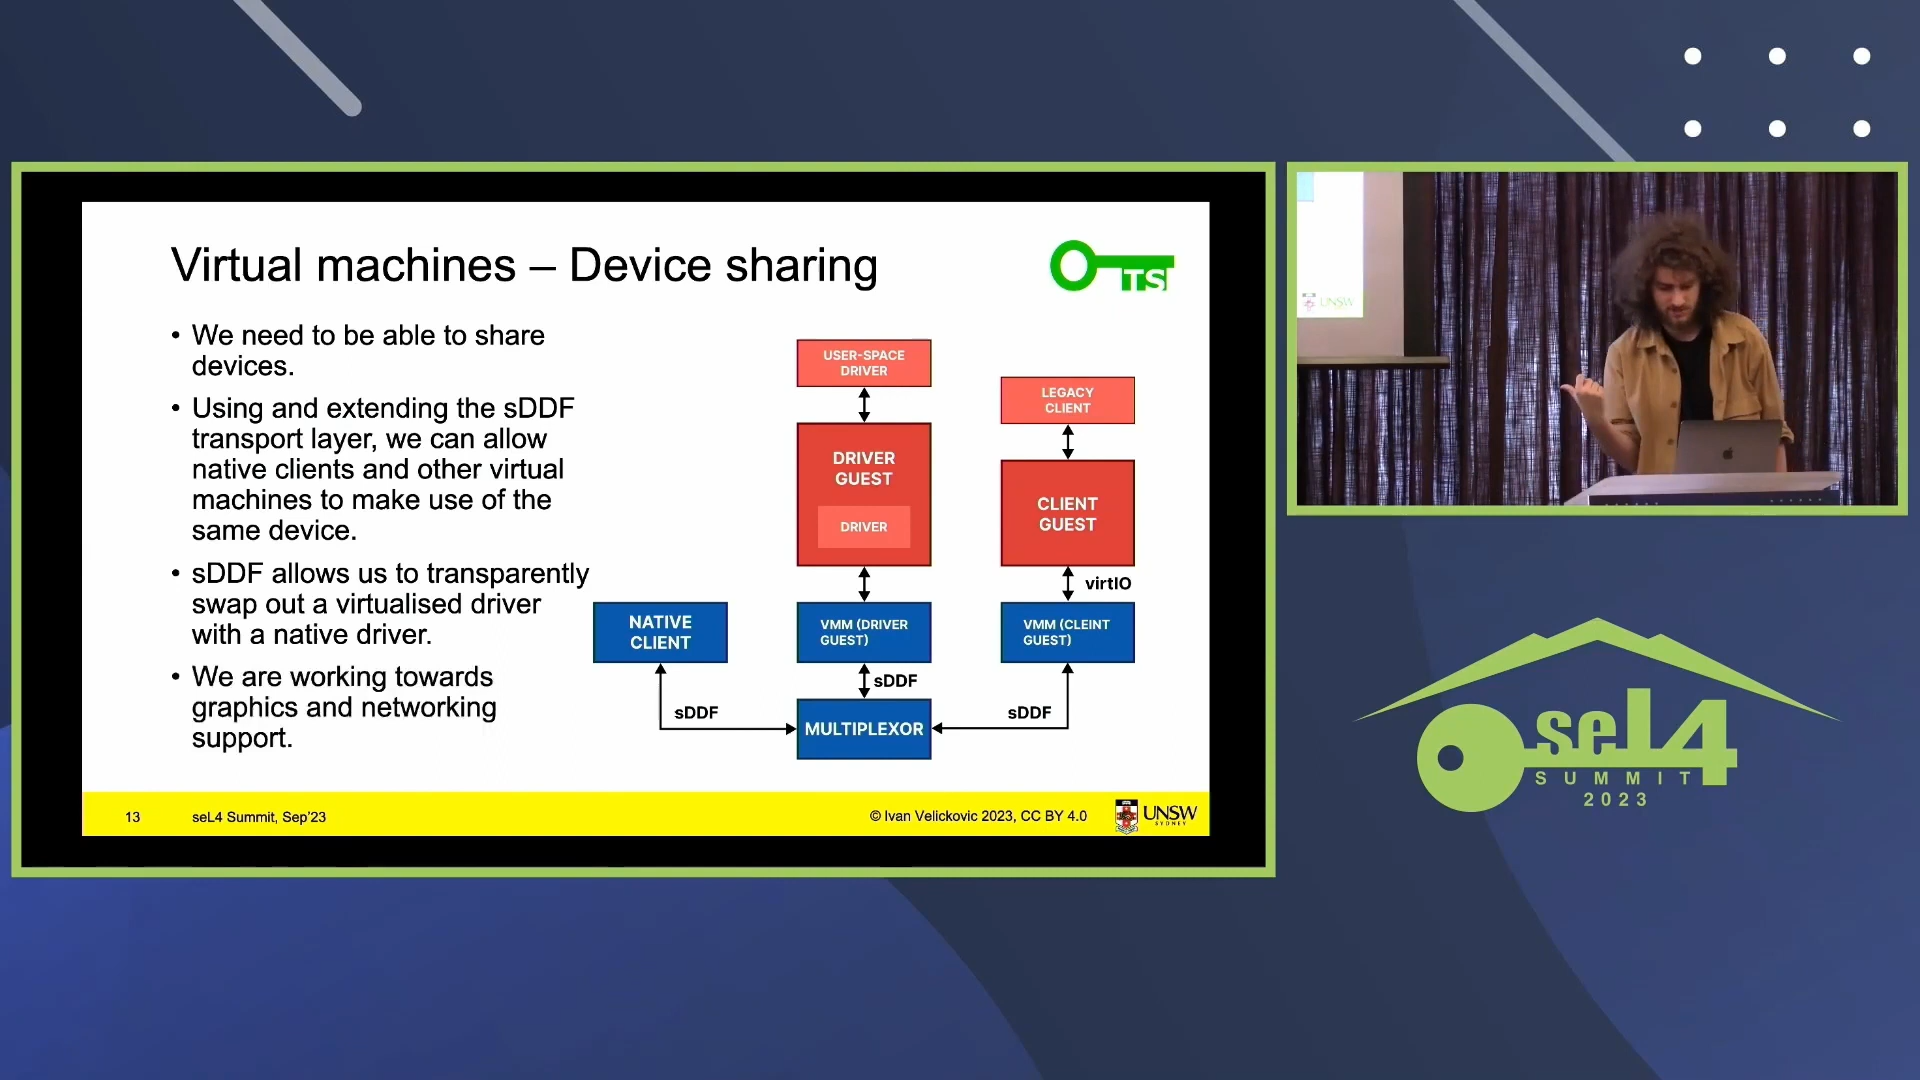 Virtual machines – Device sharing
TS
• We need to be able to share
devices.
• Using and extending the sDDF
transport layer, we can allow
native clients and other virtual
machines to make use of the
same device.
• sDDF allows us to transparently
swap out a virtualised driver
with a native driver.
• We are working towards
graphics and networking
support.
USER-SPACE
DRIVER
LEGACY
CLIENT
DRIVER
GUEST
DRIVER
CLIENT
GUEST
virtIO
NATIVE
CLIENT
VMM (DRIVER
GUEST)
VMM (CLEINT
GUEST)
sDDF
sDDF
sDDF
MULTIPLEXOR
13
seL4 Summit, Sep'23
© Ivan Velickovic 2023, CC BY 4.0
UNSW
SYDNEY
UNSW
seL4
SUMMIT
2023